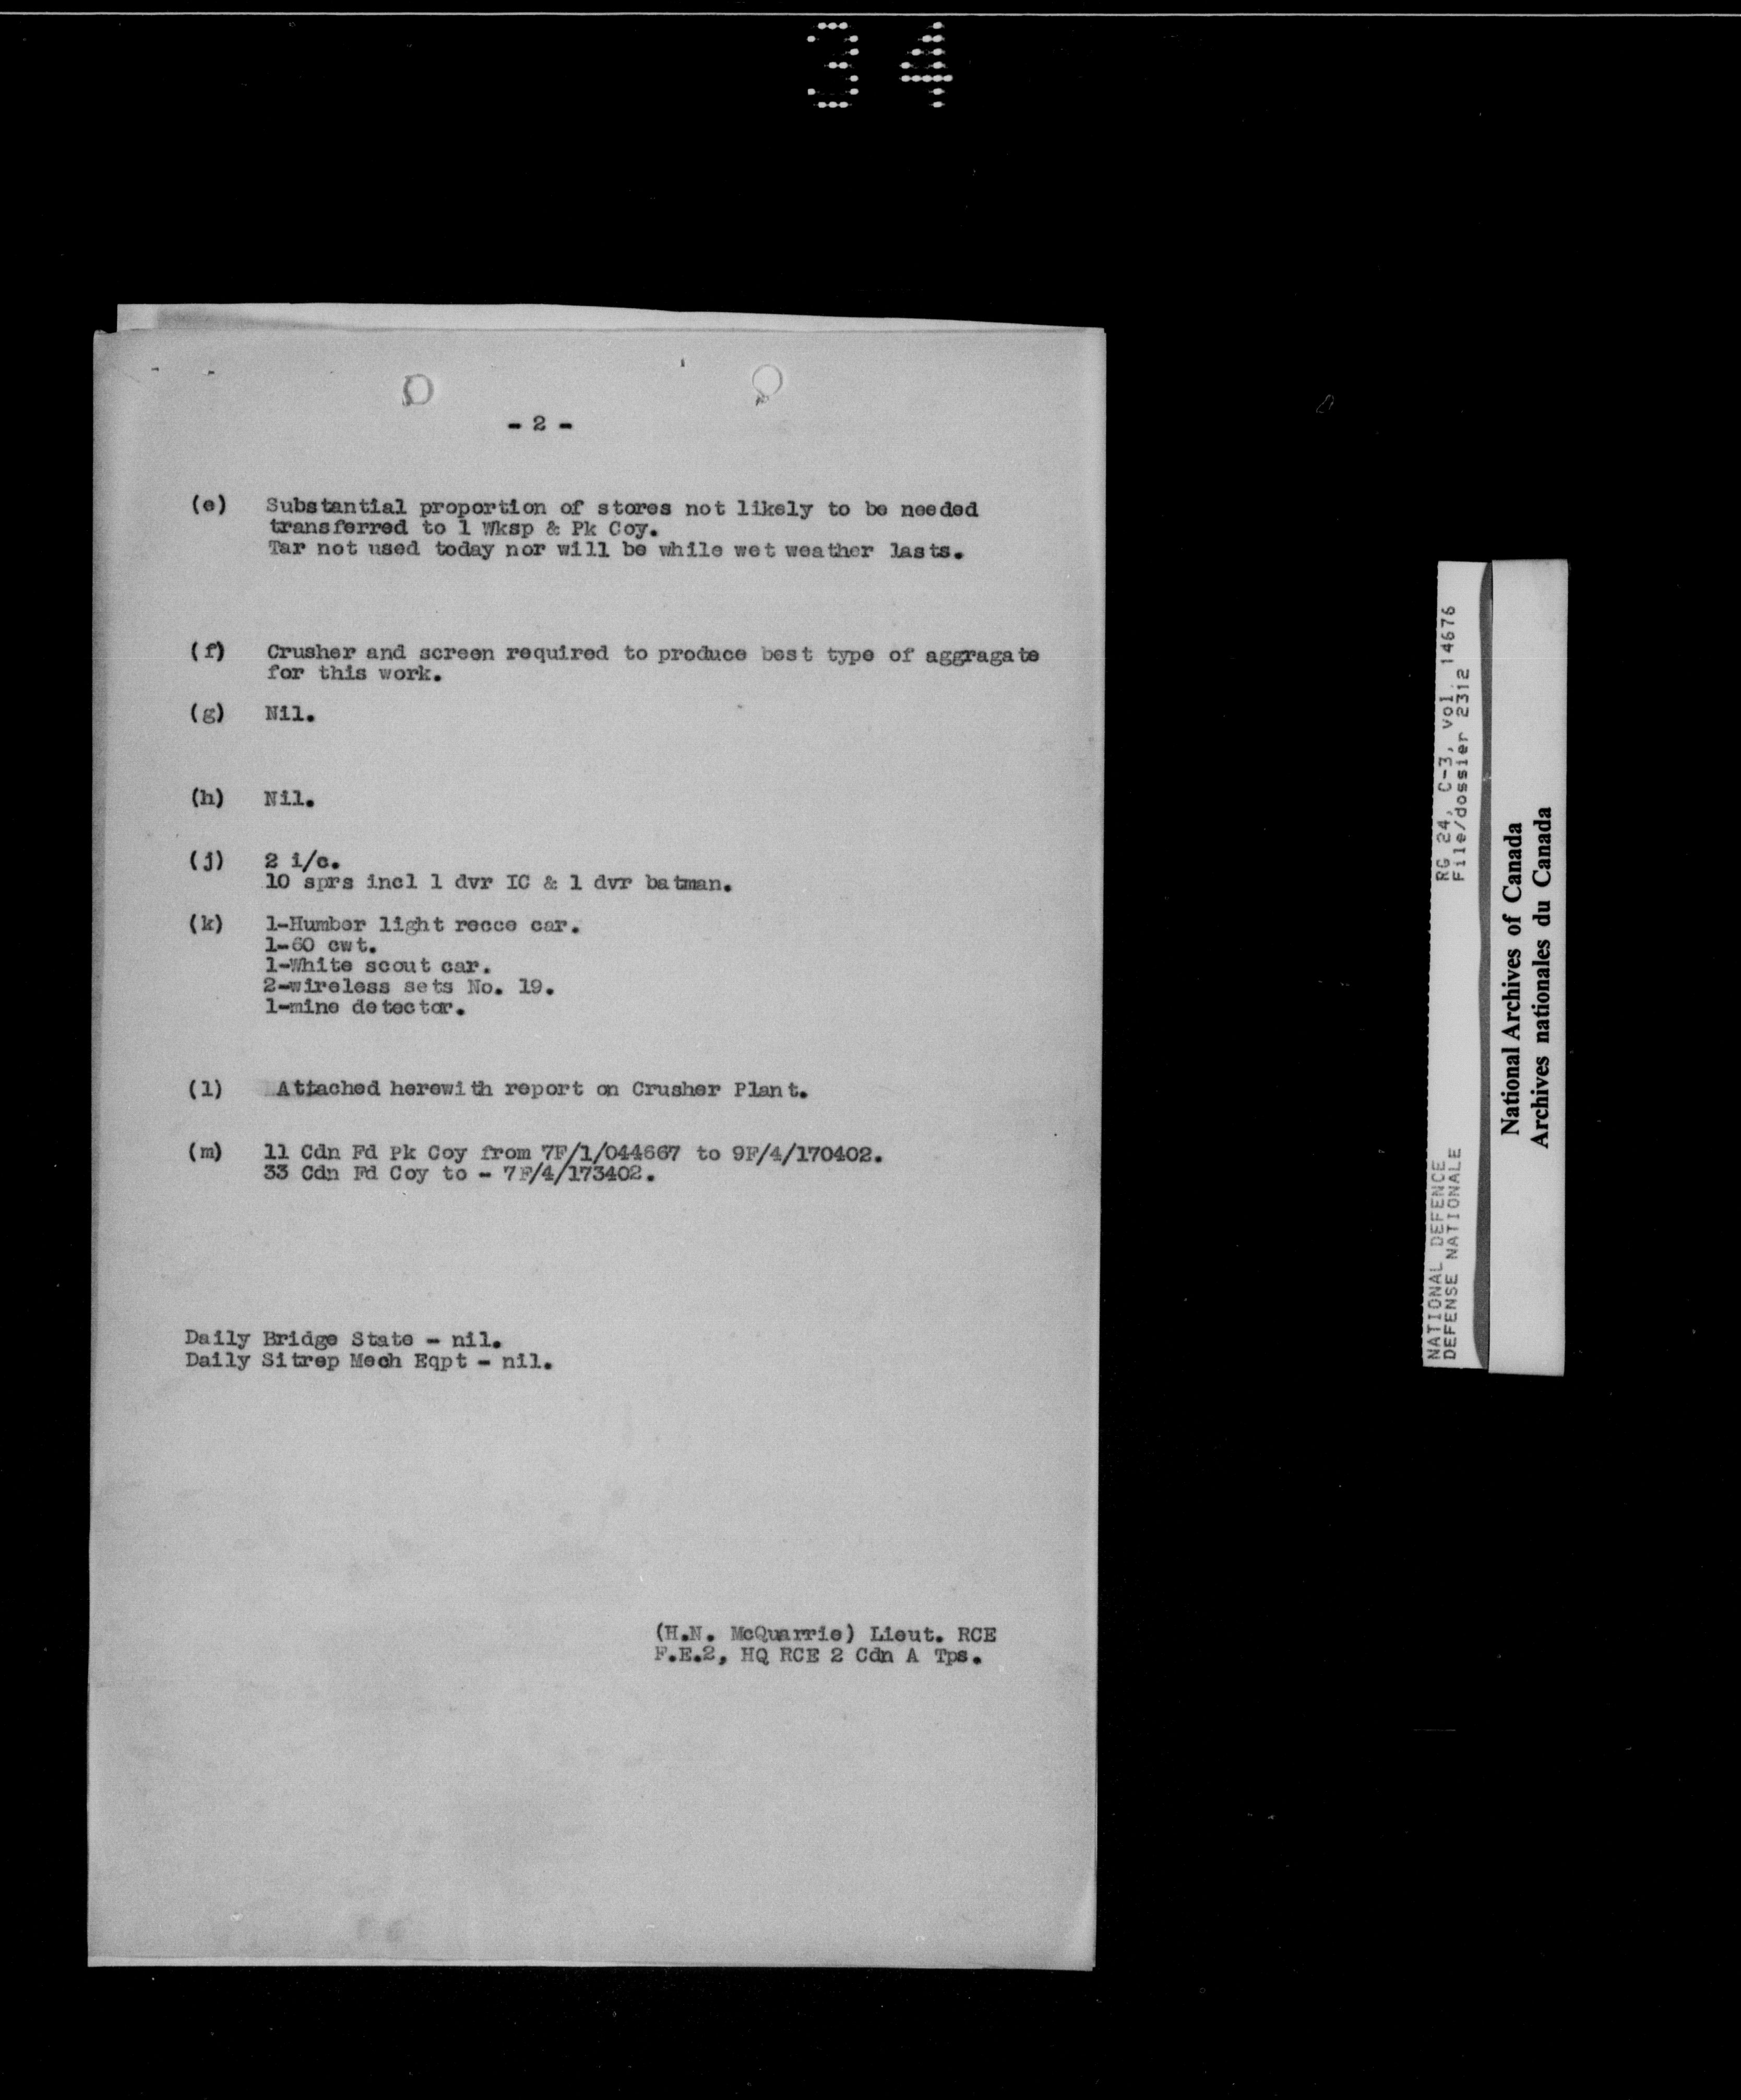 34
- 2 -
(e) Substantial proportion of stores not likely to be needed
transferred to 1 Wksp & Pk Coy.
Tar not used today nor will be while wet weather lasts.
(f) Crusher and screen required to produce best type of aggragate
for this work.
(g) Nil.
(h) Nil.
(j) 2 i/c.
10 sprs incl 1 dvr IC & 1 dvr batman.
(k) 1-Humber light recce car.
1-60 cwt.
1-White scout car.
2-wireless sets No. 19.
1-mine detector.
(l) Attached herewith report on Crusher Plant.
(m) 11 Cdn Fd Pk Coy from 7F/1/044667 to 9F/4/170402.
33 Cdn Fd Coy to - 7F/4/173402.
Daily Bridge State - nil.
Daily Sitrep Mech Eqpt - nil.
(H.N. McQuarrie) Lieut. RCE
F.E.2, HQ RCE 2 Cdn A Tps.
NATIONAL DEFENCE RG 24, C-3, vol. 14676
DEFENSE NATIONALE File/dossier 2312
National Archives of Canada
Archives nationales du Canada